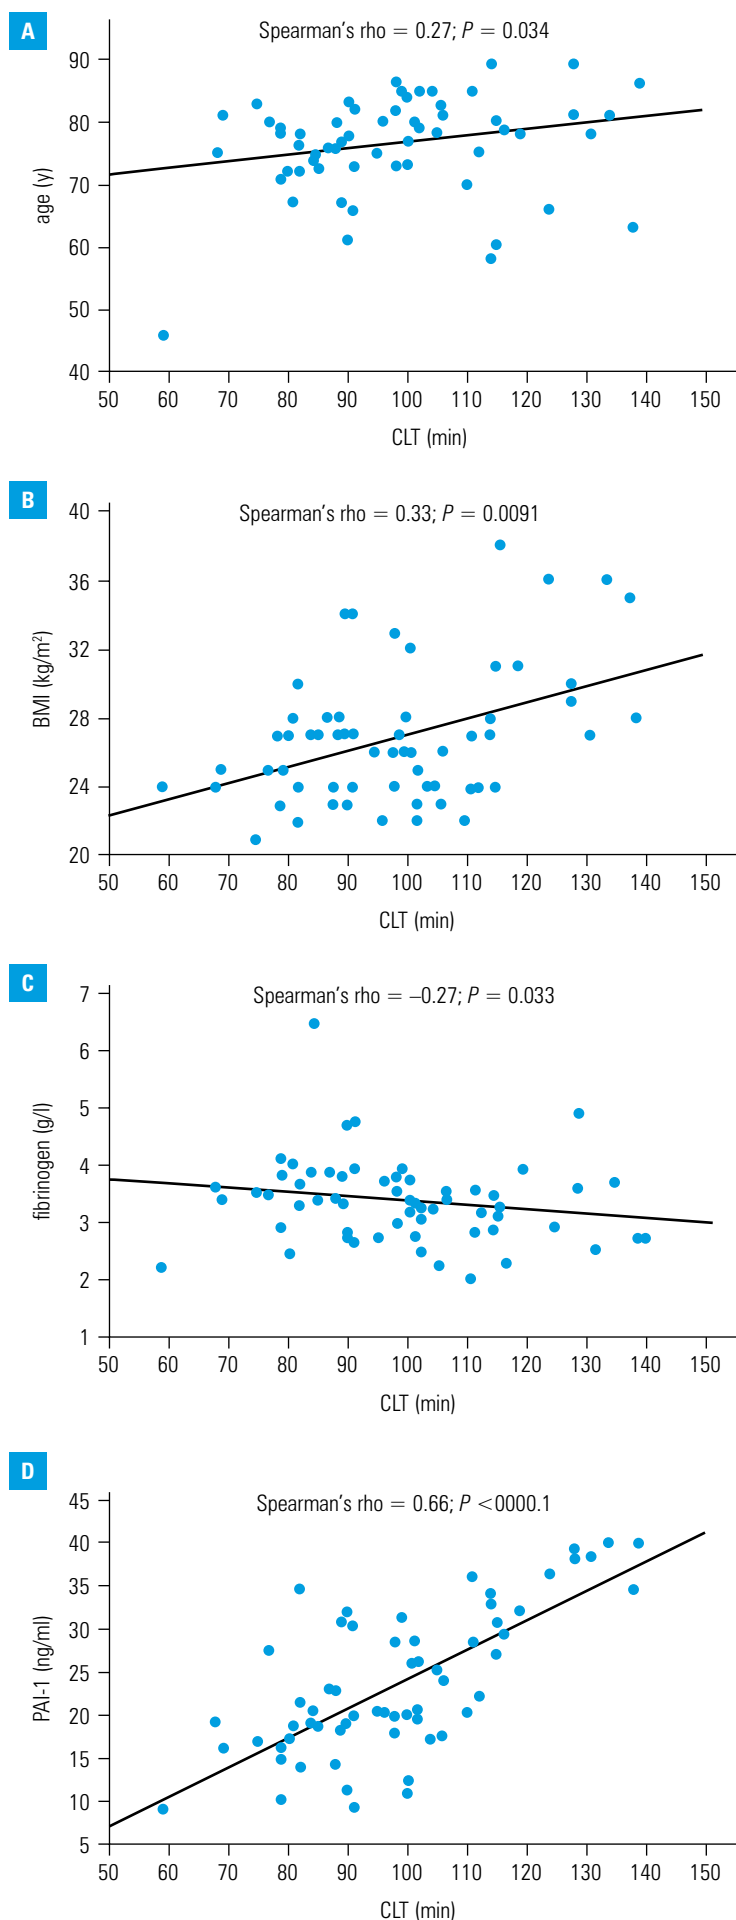 A
Spearman's rho = 0.27; P = 0.034
90
80
70
60
50
40
age (y)
50 60 70 80 90 100 110 120 130 140 150
CLT (min)
B
Spearman's rho = 0.33; P = 0.0091
40
36
32
28
24
20
BMI (kg/m²)
50 60 70 80 90 100 110 120 130 140 150
CLT (min)
C
Spearman's rho = –0.27; P = 0.033
7
6
5
4
3
2
1
fibrinogen (g/l)
50 60 70 80 90 100 110 120 130 140 150
CLT (min)
D
Spearman's rho = 0.66; P <0000.1
45
40
35
30
25
20
15
10
5
PAI-1 (ng/ml)
50 60 70 80 90 100 110 120 130 140 150
CLT (min)